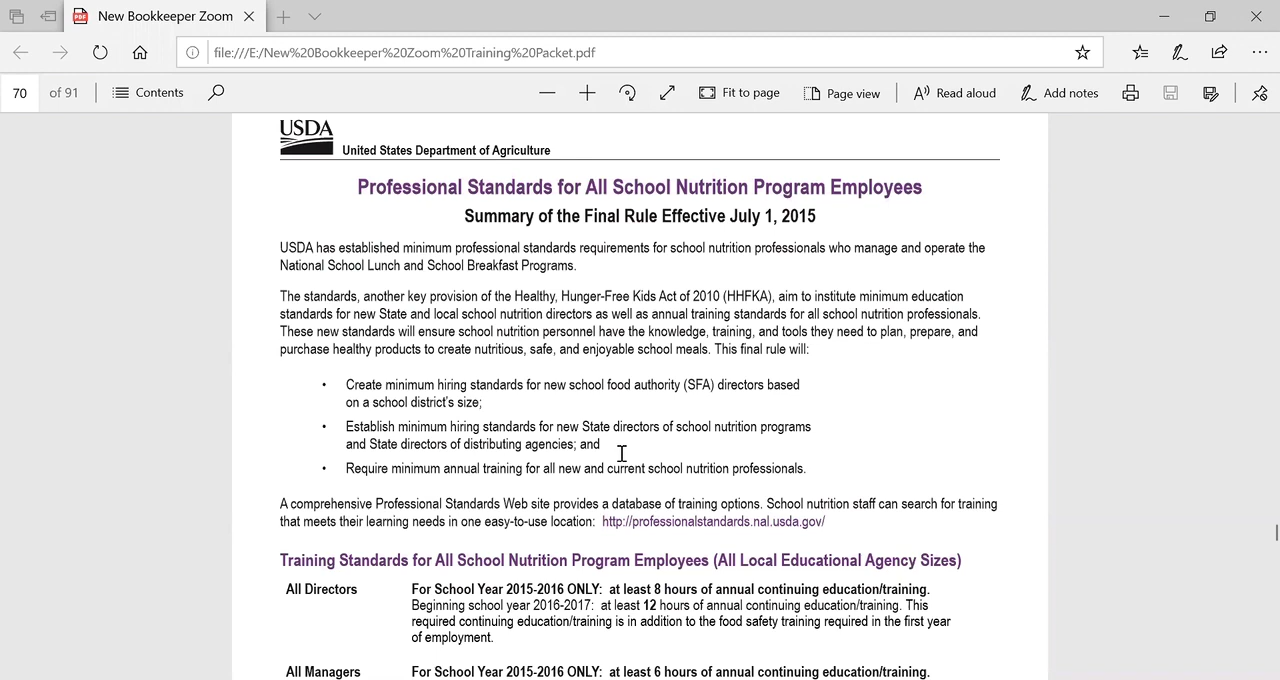 New Bookkeeper Zoom
file:///E:/New%20Bookkeeper%20Zoom%20Training%20Packet.pdf
70 of 91 Contents Fit to page Page view Read aloud Add notes
USDA
United States Department of Agriculture
Professional Standards for All School Nutrition Program Employees
Summary of the Final Rule Effective July 1, 2015
USDA has established minimum professional standards requirements for school nutrition professionals who manage and operate the
National School Lunch and School Breakfast Programs.
The standards, another key provision of the Healthy, Hunger-Free Kids Act of 2010 (HHFKA), aim to institute minimum education
standards for new State and local school nutrition directors as well as annual training standards for all school nutrition professionals.
These new standards will ensure school nutrition personnel have the knowledge, training, and tools they need to plan, prepare, and
purchase healthy products to create nutritious, safe, and enjoyable school meals. This final rule will:
• Create minimum hiring standards for new school food authority (SFA) directors based
on a school district's size;
• Establish minimum hiring standards for new State directors of school nutrition programs
and State directors of distributing agencies; and
• Require minimum annual training for all new and current school nutrition professionals.
A comprehensive Professional Standards Web site provides a database of training options. School nutrition staff can search for training
that meets their learning needs in one easy-to-use location: http://professionalstandards.nal.usda.gov/
Training Standards for All School Nutrition Program Employees (All Local Educational Agency Sizes)
All Directors For School Year 2015-2016 ONLY: at least 8 hours of annual continuing education/training.
Beginning school year 2016-2017: at least 12 hours of annual continuing education/training. This
required continuing education/training is in addition to the food safety training required in the first year
of employment.
All Managers For School Year 2015-2016 ONLY: at least 6 hours of annual continuing education/training.